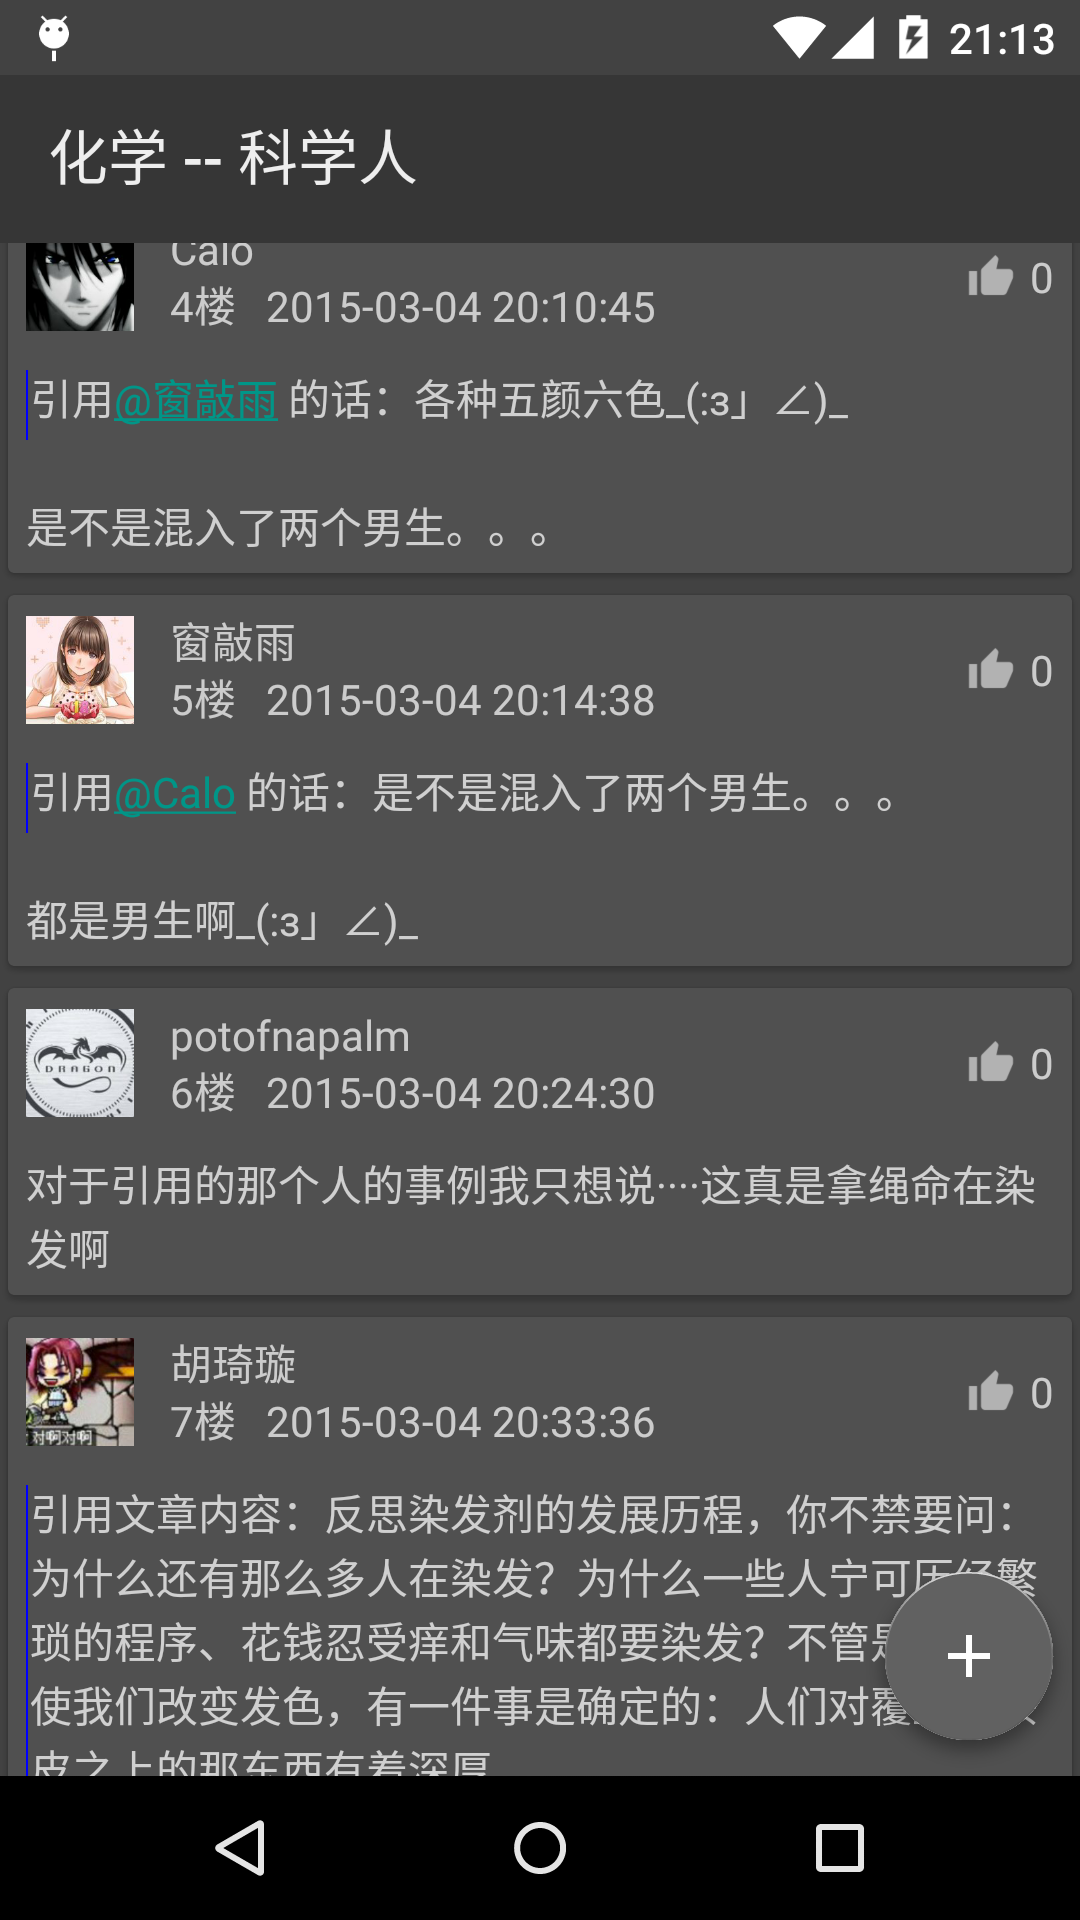 21:13
化学 -- 科学人
Calo
0
4楼 2015-03-04 20:10:45
引用@窗敲雨 的话：各种五颜六色_(:з」∠)_
是不是混入了两个男生。。。
窗敲雨
0
5楼 2015-03-04 20:14:38
引用@Calo 的话：是不是混入了两个男生。。。
都是男生啊_(:з」∠)_
DRAGON
potofnapalm
0
6楼 2015-03-04 20:24:30
对于引用的那个人的事例我只想说····这真是拿绳命在染
发啊
胡琦璇
0
7楼 2015-03-04 20:33:36
对啊对啊
引用文章内容：反思染发剂的发展历程，你不禁要问：
为什么还有那么多人在染发？为什么一些人宁可历经繁
琐的程序、花钱忍受痒和气味都要染发？不管是
使我们改变发色，有一件事是确定的：人们对覆
皮之上的那东西有着深厚